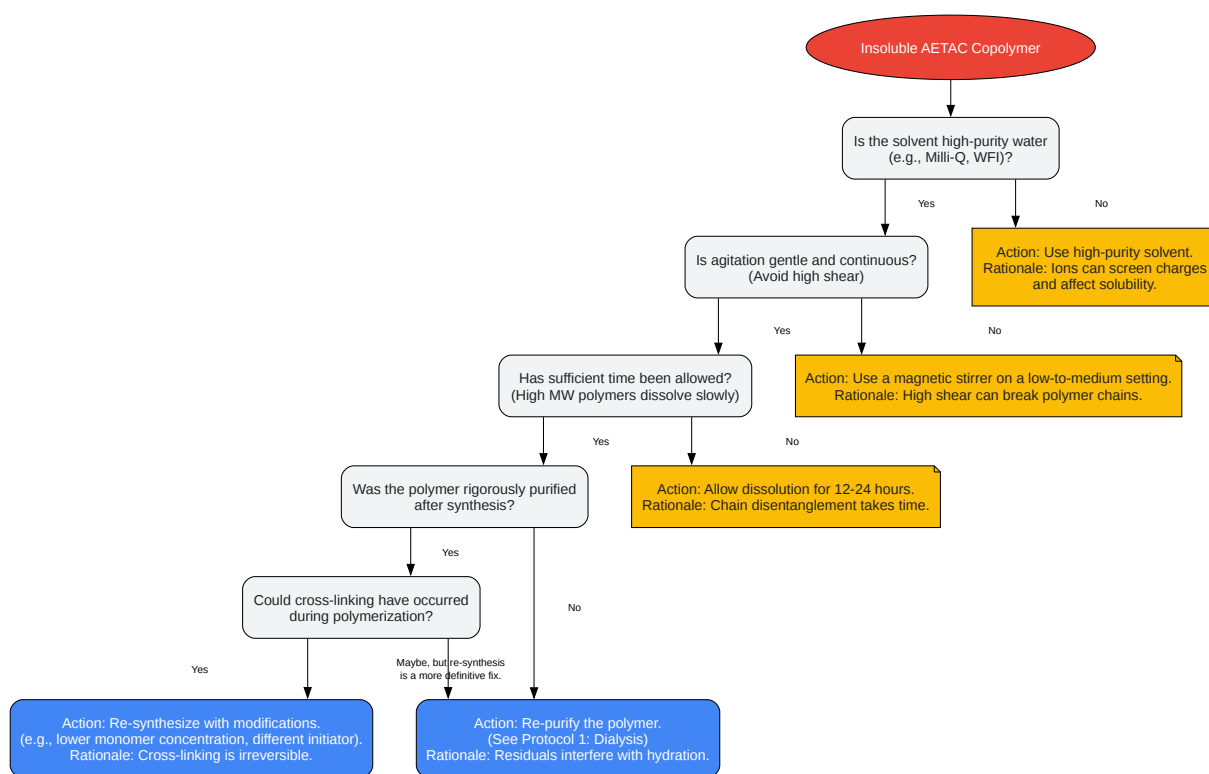 Insoluble AETAC Copolymer
Is the solvent high-purity water
(e.g., Milli-Q, WFI)?
Yes
No
Is agitation gentle and continuous?
(Avoid high shear)
Action: Use high-purity solvent.
Rationale: Ions can screen charges
and affect solubility.
Yes
No
Has sufficient time been allowed?
(High MW polymers dissolve slowly)
Action: Use a magnetic stirrer on a low-to-medium setting.
Rationale: High shear can break polymer chains.
Yes
No
Was the polymer rigorously purified
after synthesis?
Action: Allow dissolution for 12-24 hours.
Rationale: Chain disentanglement takes time.
Yes
No
Could cross-linking have occurred
during polymerization?
Yes
Maybe, but re-synthesis
is a more definitive fix.
Action: Re-synthesize with modifications.
(e.g., lower monomer concentration, different initiator).
Rationale: Cross-linking is irreversible.
Action: Re-purify the polymer.
(See Protocol 1: Dialysis)
Rationale: Residuals interfere with hydration.